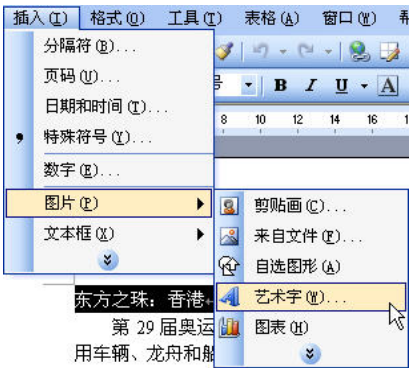 插入(I) 格式(O) 工具(T) 表格(A) 窗口(W)
分隔符(B)...
页码(U)...
日期和时间(T)...
特殊符号(Y)...
数字(E)...
图片(P)
文本框(X)
号 B I U A
8 10 12 14 16
剪贴画(C)...
来自文件(F)...
自选图形(A)
艺术字(W)...
图表(H)
东方之珠：香港
第 29 届奥运
用车辆、龙舟和船